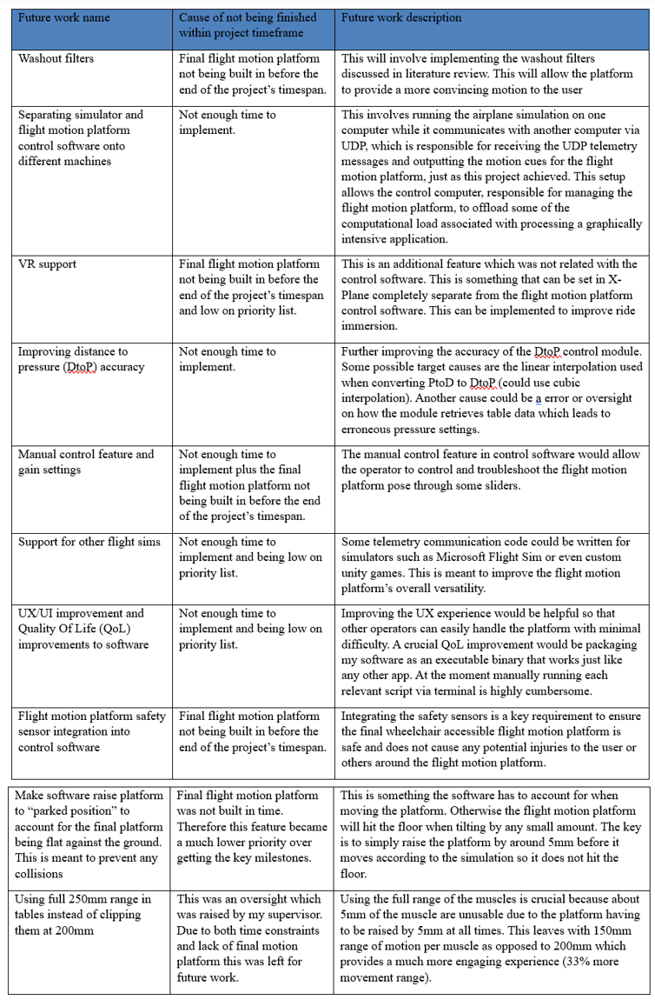 Future work name
Cause of not being finished
within project timeframe
Future work description
Washout filters
Final flight motion platform
not being built in before the
end of the project's timespan.
This will involve implementing the washout filters
discussed in literature review. This will allow the platform
to provide a more convincing motion to the user
Separating simulator and
flight motion platform
control software onto
different machines
Not enough time to
implement.
This involves running the airplane simulation on one
computer while it communicates with another computer via
UDP, which is responsible for receiving the UDP telemetry
messages and outputting the motion cues for the flight
motion platform, just as this project achieved. This setup
allows the control computer, responsible for managing the
flight motion platform, to offload some of the
computational load associated with processing a graphically
intensive application.
VR support
Final flight motion platform
not being built in before the
end of the project's timespan
and low on priority list.
This is an additional feature which was not related with the
control software. This is something that can be set in X-
Plane completely separate from the flight motion platform
control software. This can be implemented to improve ride
immersion.
Improving distance to
pressure (DtoP) accuracy
Not enough time to
implement.
Further improving the accuracy of the DtoP control module.
Some possible target causes are the linear interpolation used
when converting PtoD to DtoP (could use cubic
interpolation). Another cause could be a error or oversight
on how the module retrieves table data which leads to
erroneous pressure settings.
Manual control feature and
gain settings
Not enough time to
implement plus the final
flight motion platform not
being built in before the end
of the project's timespan.
The manual control feature in control software would allow
the operator to control and troubleshoot the flight motion
platform pose through some sliders.
Support for other flight sims
Not enough time to
implement and being low on
priority list.
Some telemetry communication code could be written for
simulators such as Microsoft Flight Sim or even custom
unity games. This is meant to improve the flight motion
platform's overall versatility.
UX/UI improvement and
Quality Of Life (QoL)
improvements to software
Not enough time to
implement and being low on
priority list.
Improving the UX experience would be helpful so that
other operators can easily handle the platform with minimal
difficulty. A crucial QoL improvement would be packaging
my software as an executable binary that works just like
any other app. At the moment manually running each
relevant script via terminal is highly cumbersome.
Flight motion platform safety
sensor integration into
control software
Final flight motion platform
not being built in before the
end of the project's timespan.
Integrating the safety sensors is a key requirement to ensure
the final wheelchair accessible flight motion platform is
safe and does not cause any potential injuries to the user or
others around the flight motion platform.
Make software raise platform
to “parked position” to
account for the final platform
being flat against the ground.
This is meant to prevent any
collisions
Final flight motion platform
was not built in time.
Therefore this feature became
a much lower priority over
getting the key milestones.
This is something the software has to account for when
moving the platform. Otherwise the flight motion platform
will hit the floor when tilting by any small amount. The key
is to simply raise the platform by around 5mm before it
moves according to the simulation so it does not hit the
floor.
Using full 250mm range in
tables instead of clipping
them at 200mm
This was an oversight which
was raised by my supervisor.
Due to both time constraints
and lack of final motion
platform this was left for
future work.
Using the full range of the muscles is crucial because about
5mm of the muscle are unusable due to the platform having
to be raised by 5mm at all times. This leaves with 150mm
range of motion per muscle as opposed to 200mm which
provides a much more engaging experience (33% more
movement range).